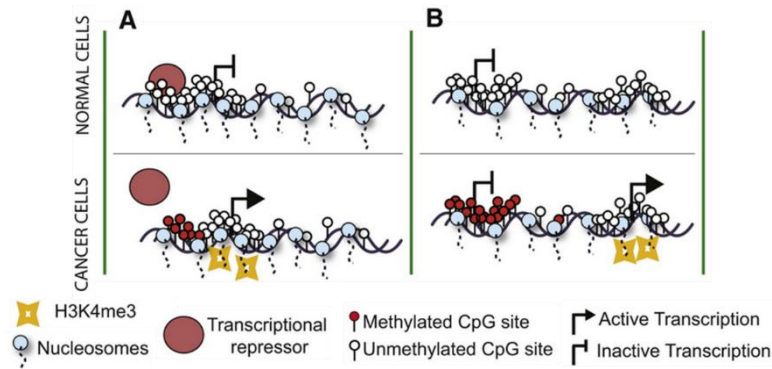 A
B
NORMAL CELLS
CANCER CELLS
H3K4me3
Nucleosomes
Transcriptional
repressor
Methylated CpG site
Unmethylated CpG site
Active Transcription
Inactive Transcription